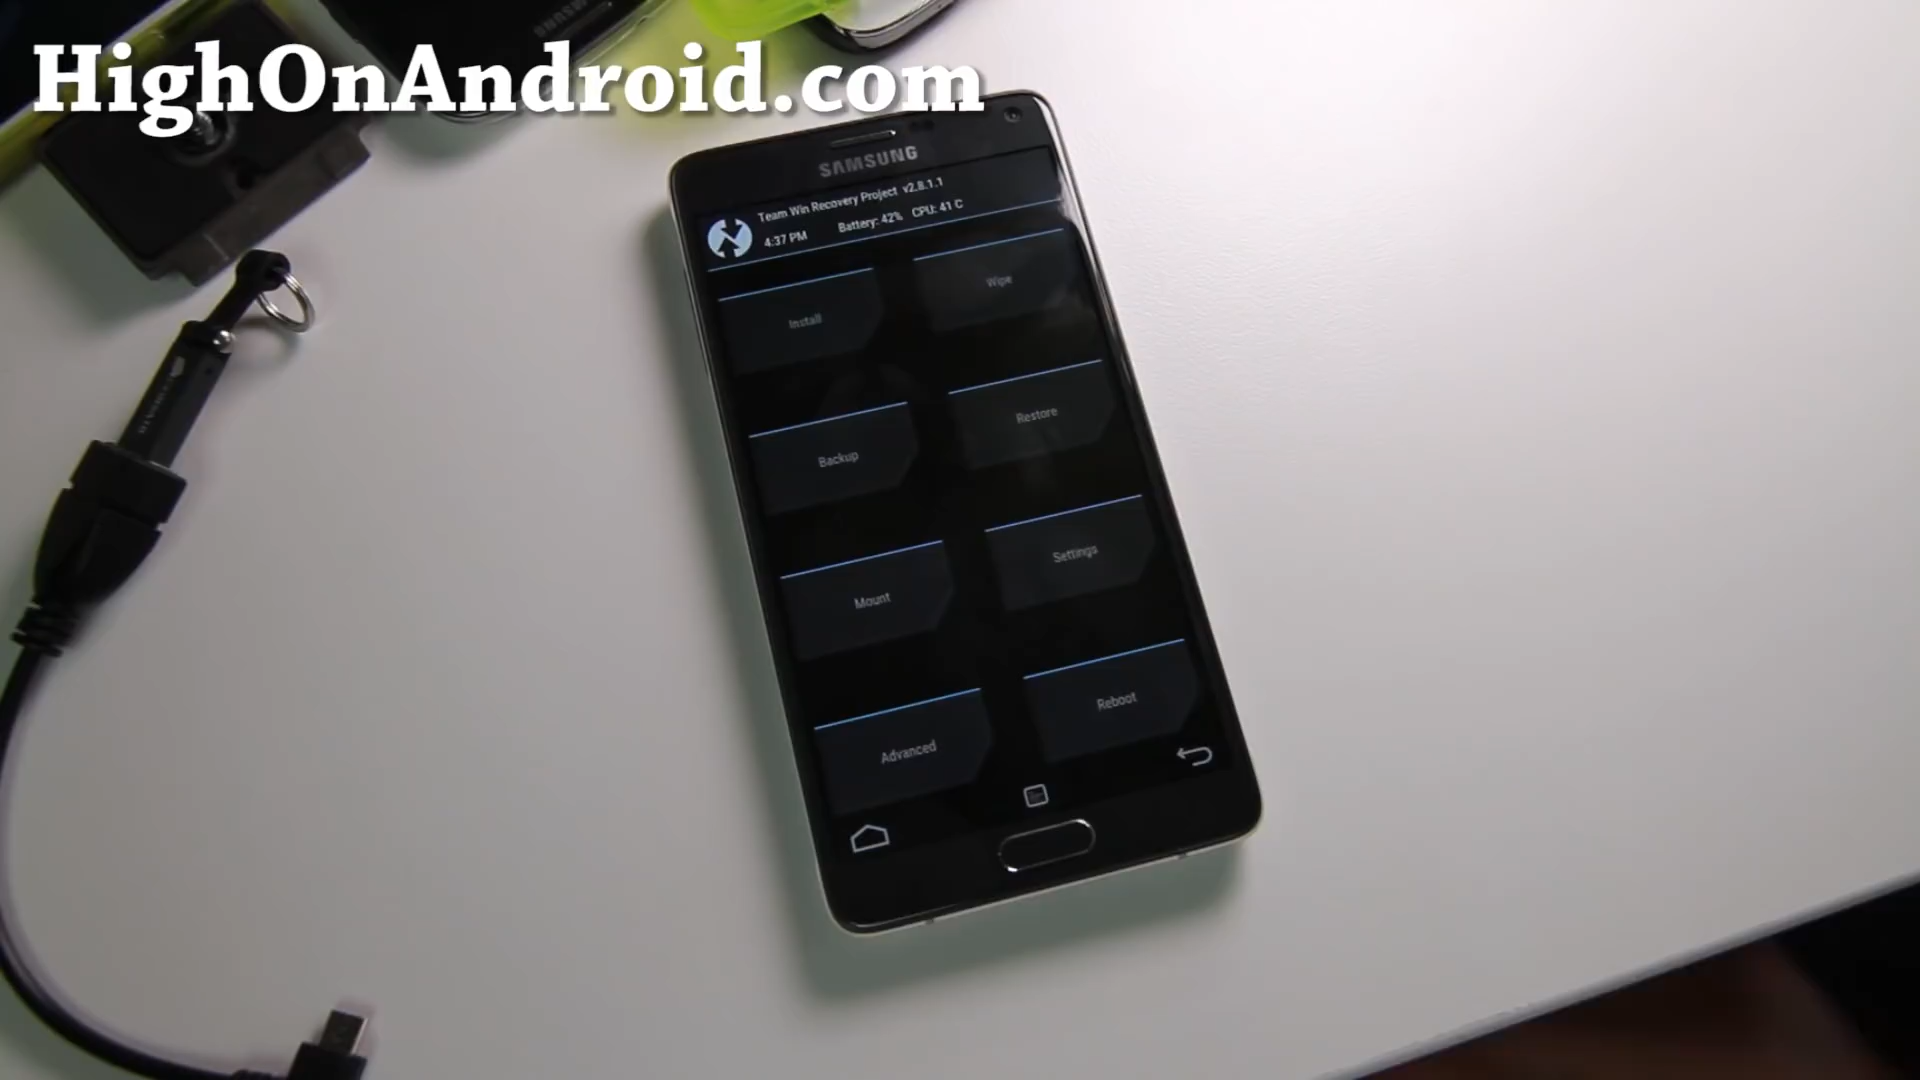 HighOnAndroid.com
SAMSUNG
SAMSUNG
Team Win Recovery Project v2.8.1.1
4:37 PM Battery: 42% CPU: 41 C
Install
Wipe
Backup
Restore
Mount
Settings
Advanced
Reboot